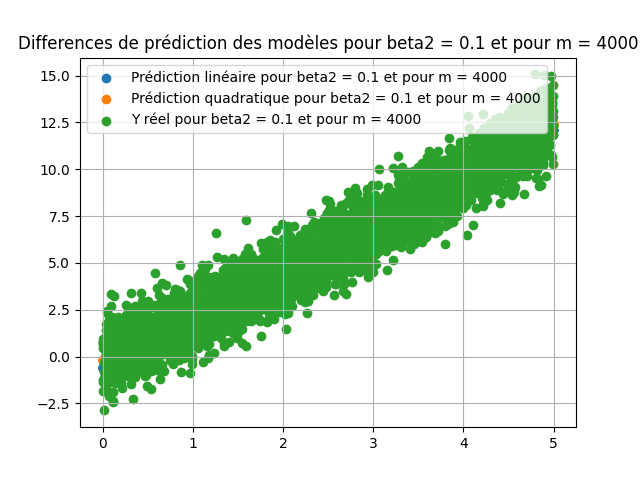 Differences de prédiction des modèles pour beta2 = 0.1 et pour m = 4000
Prédiction linéaire pour beta2 = 0.1 et pour m = 4000
Prédiction quadratique pour beta2 = 0.1 et pour m = 4000
Y réel pour beta2 = 0.1 et pour m = 4000
15.0
12.5
10.0
7.5
5.0
2.5
0.0
−2.5
0 1 2 3 4 5